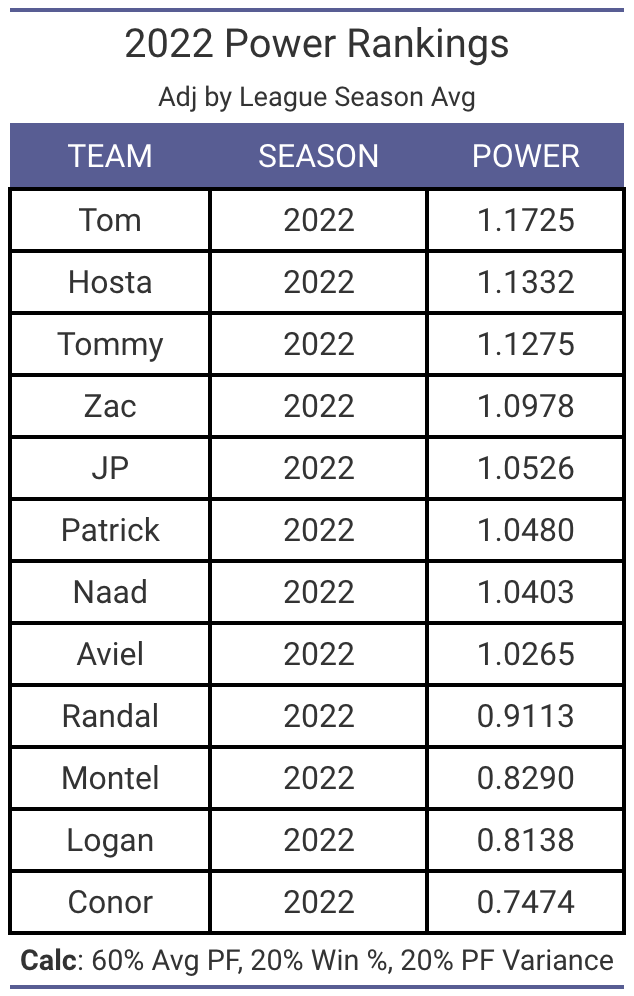 2022 Power Rankings
Adj by League Season Avg
TEAM SEASON POWER
Tom 2022 1.1725
Hosta 2022 1.1332
Tommy 2022 1.1275
Zac 2022 1.0978
JP 2022 1.0526
Patrick 2022 1.0480
Naad 2022 1.0403
Aviel 2022 1.0265
Randal 2022 0.9113
Montel 2022 0.8290
Logan 2022 0.8138
Conor 2022 0.7474
Calc: 60% Avg PF, 20% Win %, 20% PF Variance